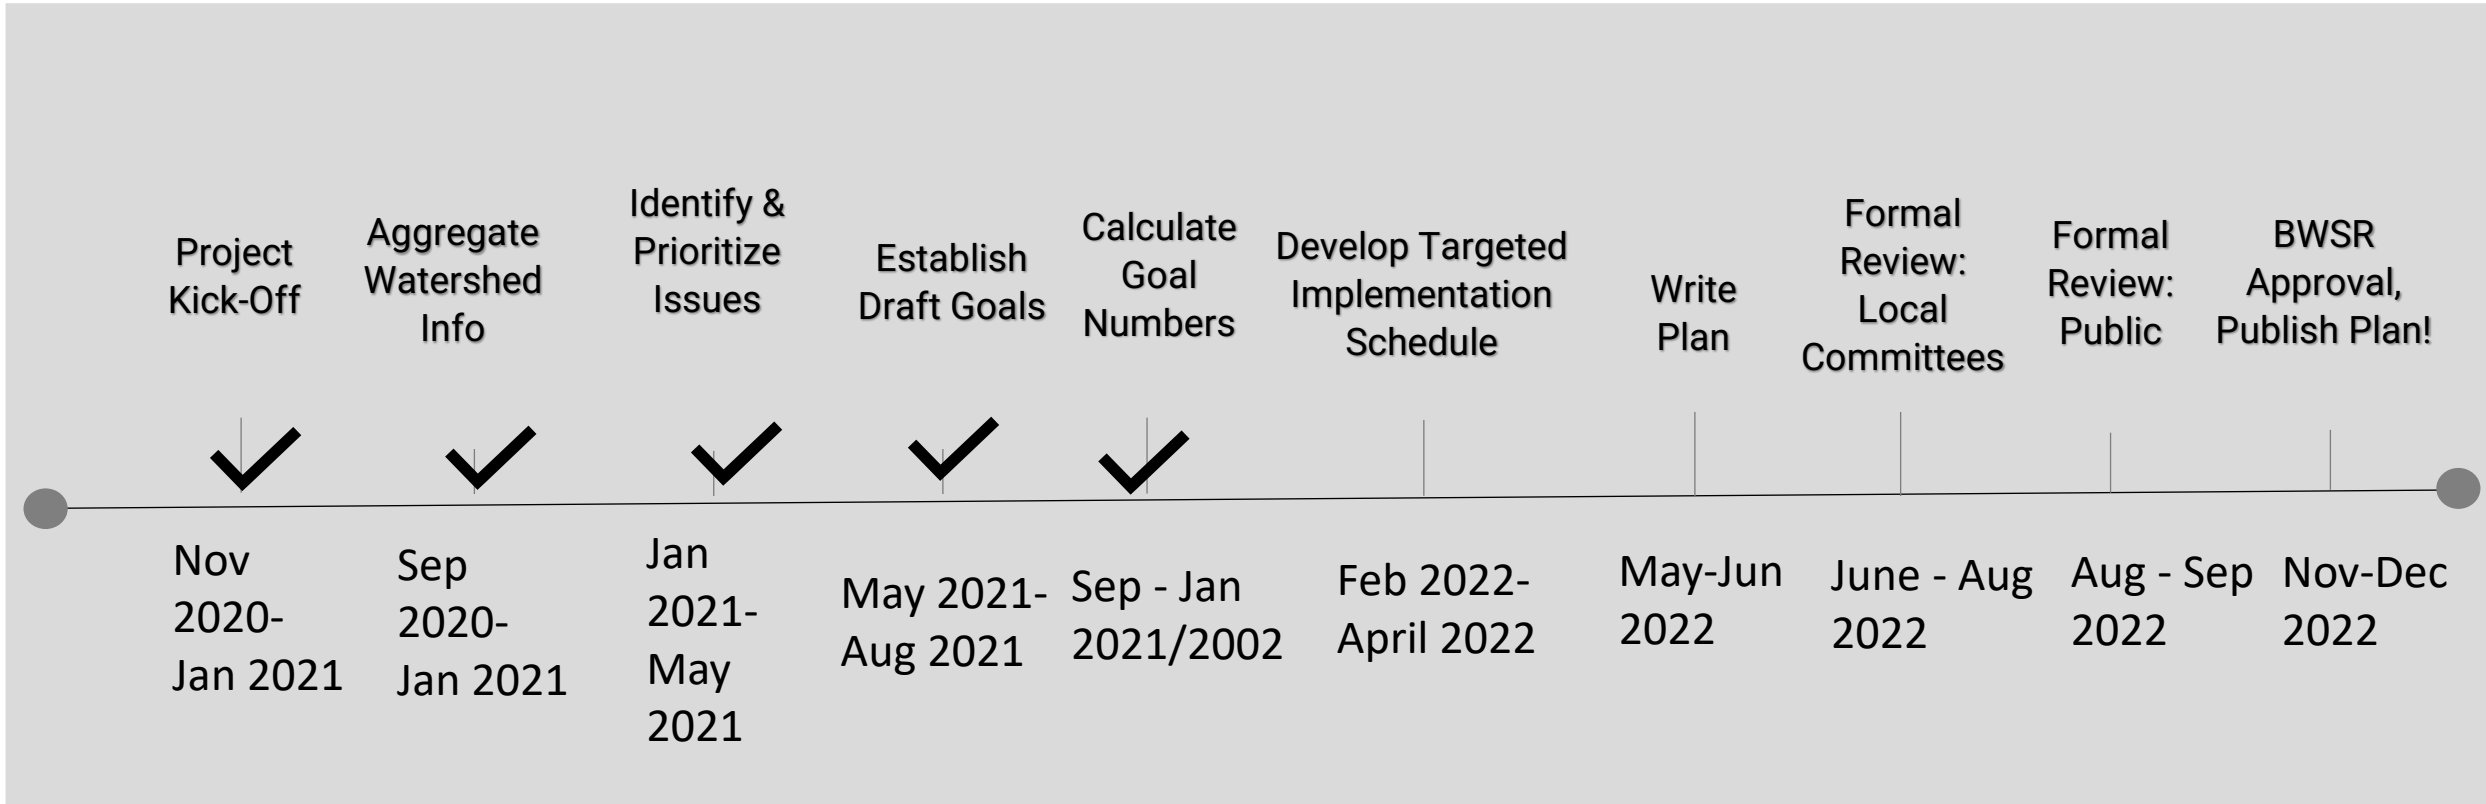 Project
Kick-Off
Aggregate
Watershed
Info
Identify &
Prioritize
Issues
Establish
Draft Goals
Calculate
Goal
Numbers
Develop Targeted
Implementation
Schedule
Write
Plan
Formal
Review:
Local
Committees
Formal
Review:
Public
BWSR
Approval,
Publish Plan!
Nov
2020-
Jan 2021
Sep
2020-
Jan 2021
Jan
2021-
May
2021
May 2021-
Aug 2021
Sep - Jan
2021/2002
Feb 2022-
April 2022
May-Jun
2022
June - Aug
2022
Aug - Sep
2022
Nov-Dec
2022